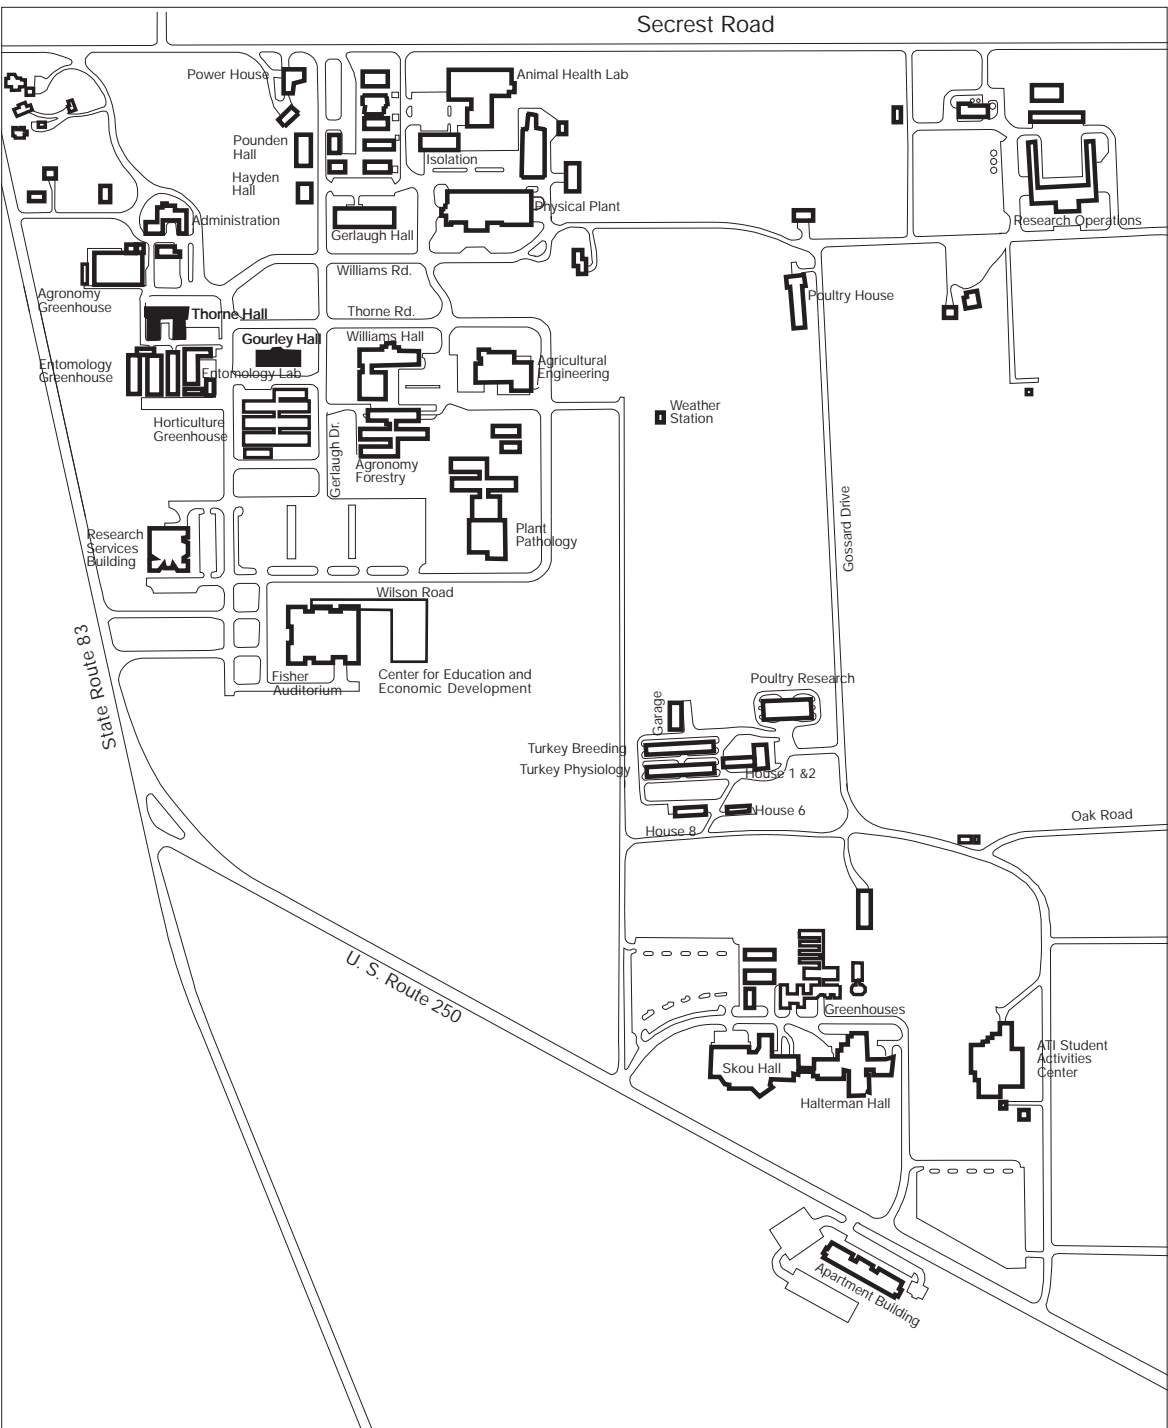 Secrest Road
Power House
Animal Health Lab
Pounden
Hall
Isolation
Hayden
Hall
Administration
Physical Plant
Gerlaugh Hall
Research Operations
Williams Rd.
Agronomy
Greenhouse
Poultry House
Thorne Hall
Thorne Rd.
Gourley Hall
Williams Hall
Entomology
Greenhouse
Entomology Lab
Agricultural
Engineering
Weather
Station
Horticulture
Greenhouse
Gerlaugh Dr.
Agronomy
Forestry
Gossard Drive
Research
Services
Building
Plant
Pathology
Wilson Road
State Route 83
Fisher
Auditorium
Center for Education and
Economic Development
Poultry Research
Garage
Turkey Breeding
Turkey Physiology
House 1 &2
House 6
House 8
Oak Road
U. S. Route 250
Greenhouses
Skou Hall
Halterman Hall
ATI Student
Activities
Center
Apartment Building